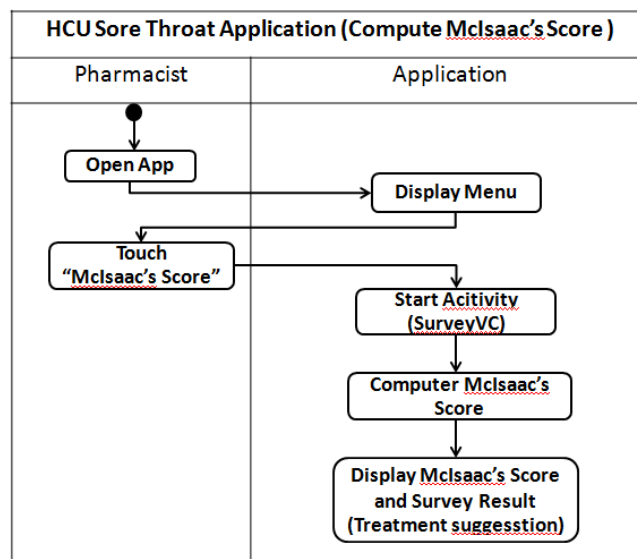 HCU Sore Throat Application (Compute McIsaac's Score )
Pharmacist
Application
Open App
Display Menu
Touch
“McIsaac's Score”
Start Acitivity
(SurveyVC)
Computer McIsaac's
Score
Display McIsaac's Score
and Survey Result
(Treatment suggesstion)